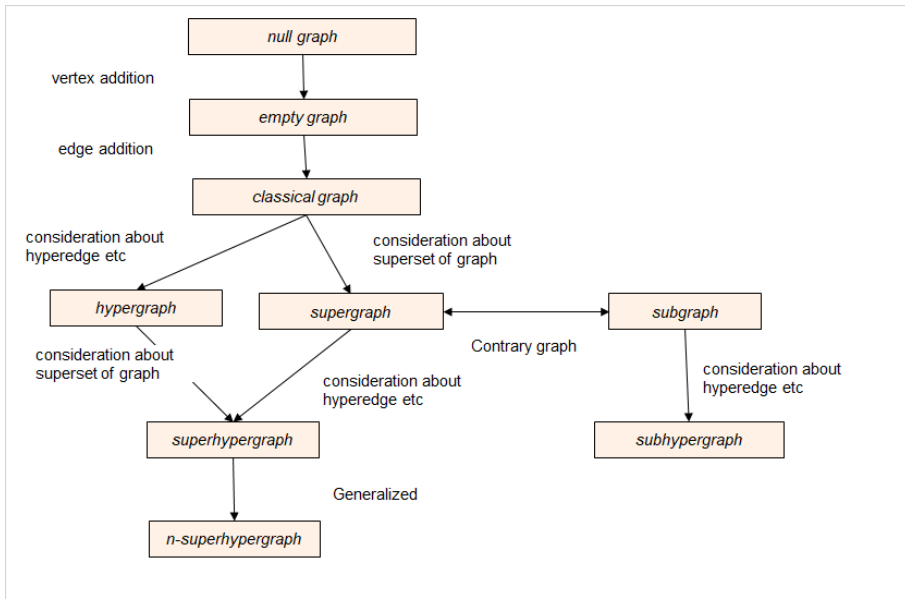 null graph
vertex addition
empty graph
edge addition
classical graph
consideration about
hyperedge etc
consideration about
superset of graph
hypergraph
supergraph
subgraph
Contrary graph
consideration about
superset of graph
consideration about
hyperedge etc
consideration about
hyperedge etc
superhypergraph
subhypergraph
Generalized
n-superhypergraph